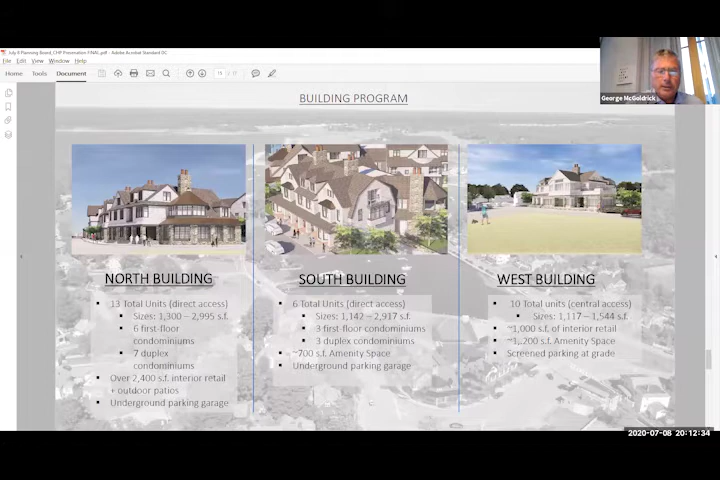 July 8 Planning Board_CHP Presentation FINAL.pdf - Adobe Acrobat Standard DC
File Edit View Window Help
Home Tools Document
George McGoldrick
BUILDING PROGRAM
NORTH BUILDING
13 Total Units (direct access)
Sizes: 1,300 – 2,995 s.f.
6 first-floor
condominiums
7 duplex
condominiums
Over 2,400 s.f. interior retail
+ outdoor patios
Underground parking garage
SOUTH BUILDING
6 Total Units (direct access)
Sizes: 1,142 – 2,917 s.f.
3 first-floor condominiums
3 duplex condominiums
~700 s.f. Amenity Space
Underground parking garage
WEST BUILDING
10 Total units (central access)
Sizes: 1,117 – 1,544 s.f.
~1,000 s.f. of interior retail
~1,,200 s.f. Amenity Space
Screened parking at grade
2020-07-08 20:12:34